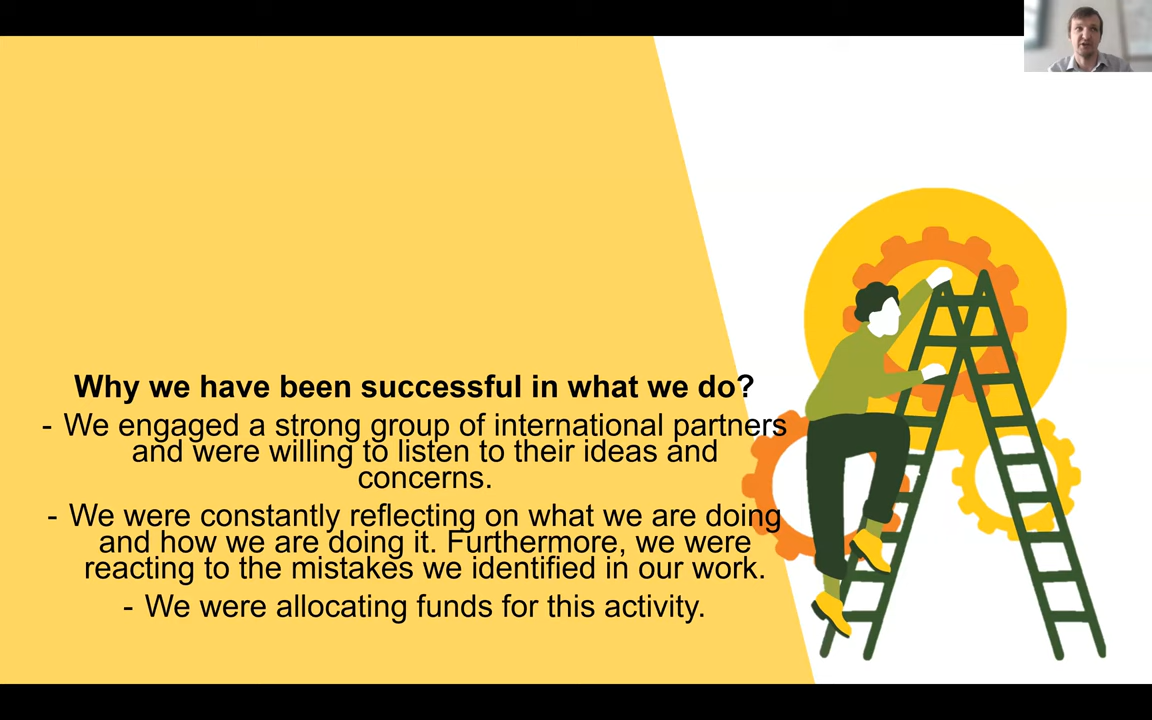 Why we have been successful in what we do?
- We engaged a strong group of international partners
and were willing to listen to their ideas and
concerns.
- We were constantly reflecting on what we are doing
and how we are doing it. Furthermore, we were
reacting to the mistakes we identified in our work.
- We were allocating funds for this activity.